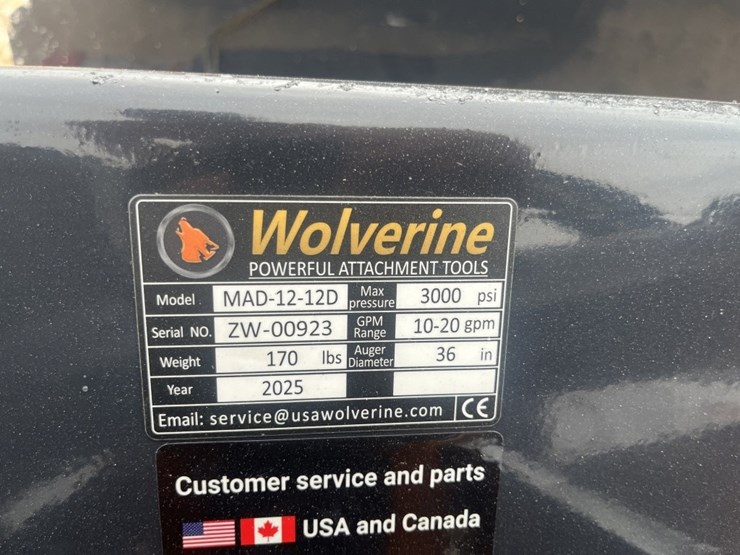 Wolverine
POWERFUL ATTACHMENT TOOLS
Model MAD-12-12D Max pressure 3000 psi
Serial NO. ZW-00923 GPM Range 10-20 gpm
Weight 170 lbs Auger Diameter 36 in
Year 2025
Email: service@usawolverine.com CE
Customer service and parts
USA and Canada